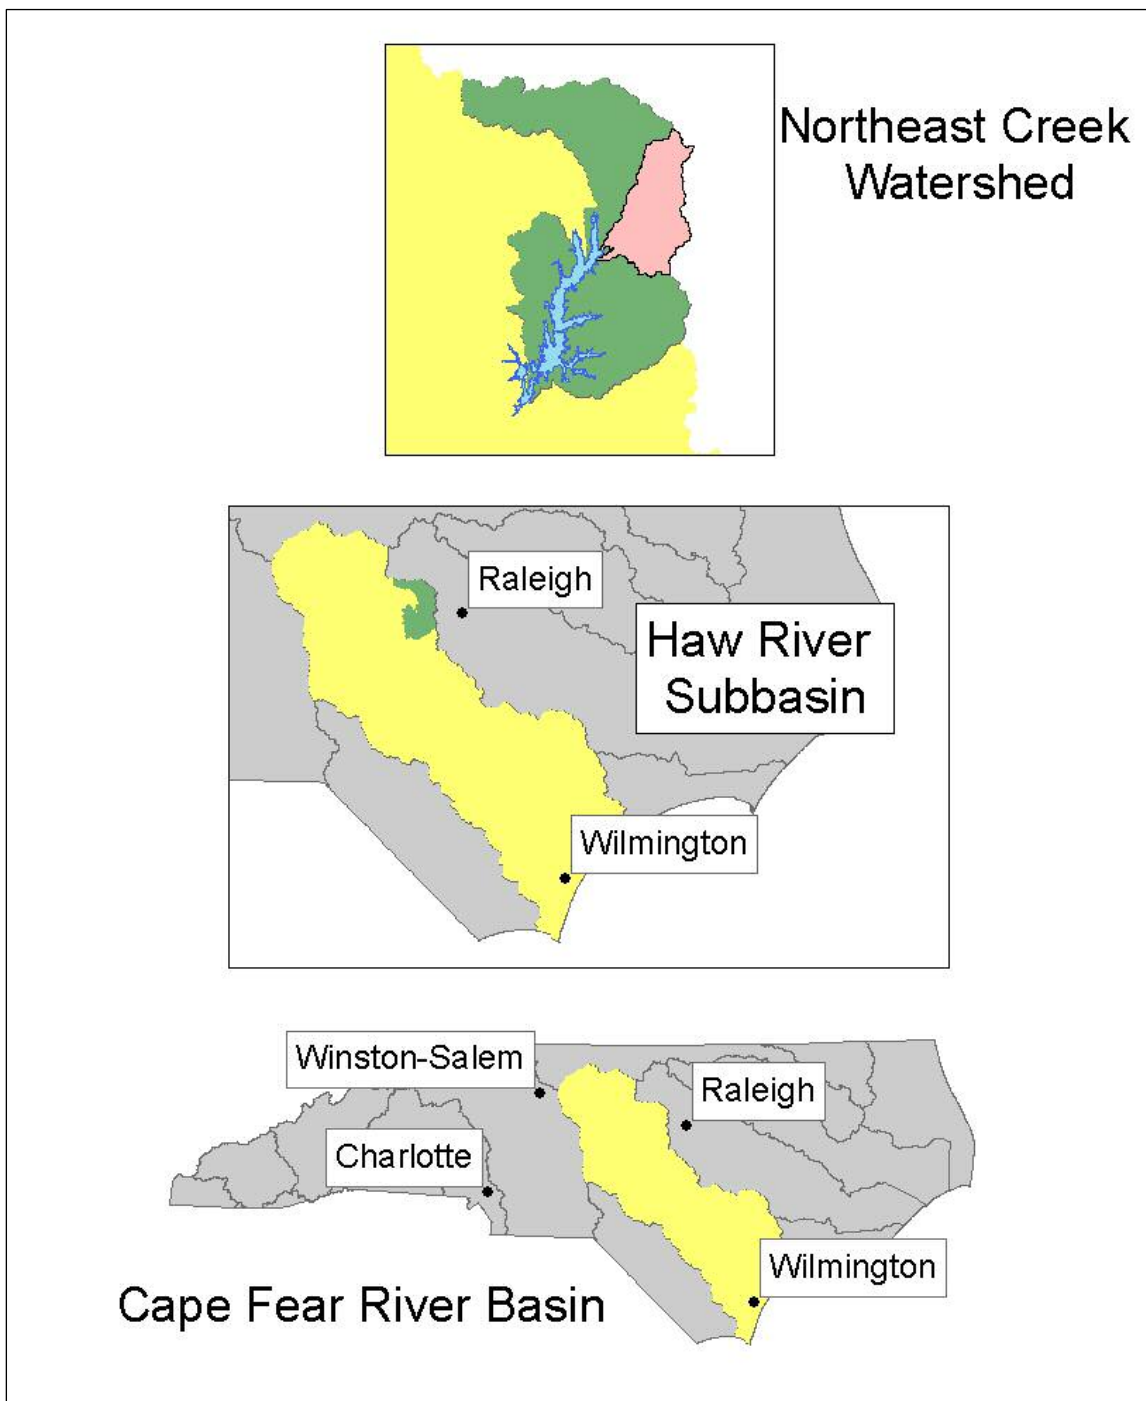 Northeast Creek
Watershed
Raleigh
Haw River
Subbasin
Wilmington
Winston-Salem
Raleigh
Charlotte
Wilmington
Cape Fear River Basin